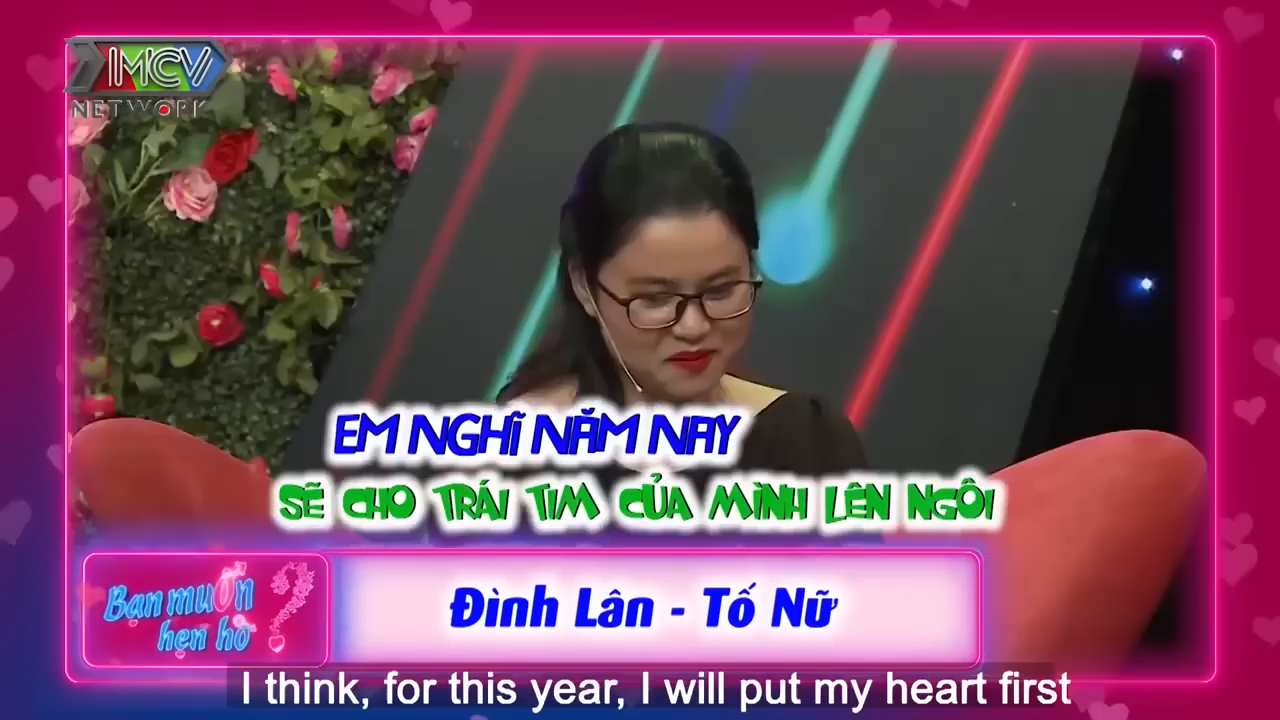 MCV
NETWORK
EM NGHĨ NĂM NAY
SẼ CHO TRÁI TIM CỦA MÌNH LÊN NGÔI
Bạn muốn
hẹn hò ?
Đình Lân - Tố Nữ
I think, for this year, I will put my heart first